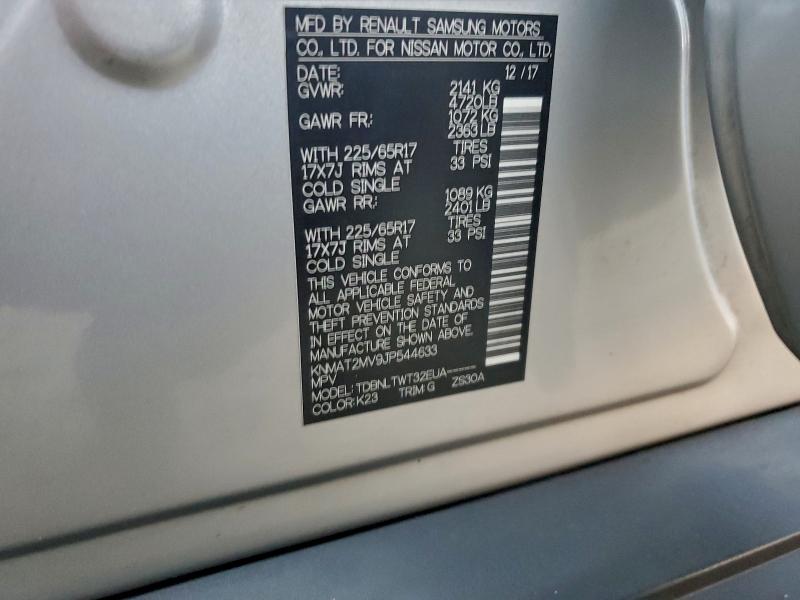 MFD BY RENAULT SAMSUNG MOTORS
CO., LTD. FOR NISSAN MOTOR CO., LTD.
DATE: 12 / 17
GVWR: 2141 KG
4720LB
GAWR FR.: 1072 KG
2363 LB
WITH 225/65R17 TIRES
17X7J RIMS AT 33 PSI
COLD SINGLE
GAWR RR.: 1089 KG
2401 LB
WITH 225/65R17 TIRES
17X7J RIMS AT 33 PSI
COLD SINGLE
THIS VEHICLE CONFORMS TO
ALL APPLICABLE FEDERAL
MOTOR VEHICLE SAFETY AND
THEFT PREVENTION STANDARDS
IN EFFECT ON THE DATE OF
MANUFACTURE SHOWN ABOVE.
KNMAT2MV9JP544633
MPV
MODEL: TDBNLTWT32EUA-----
COLOR: K23 TRIM: G ZS30A